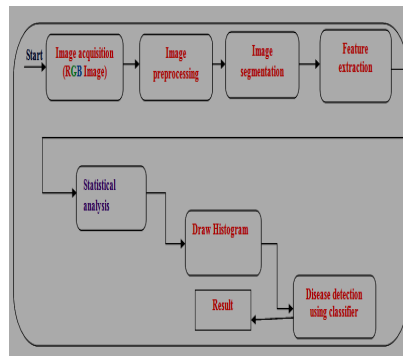 Start
Image acquisition
(RGB Image)
Image
preprocessing
Image
segmentation
Feature
extraction
Statistical
analysis
Draw Histogram
Disease detection
using classifier
Result